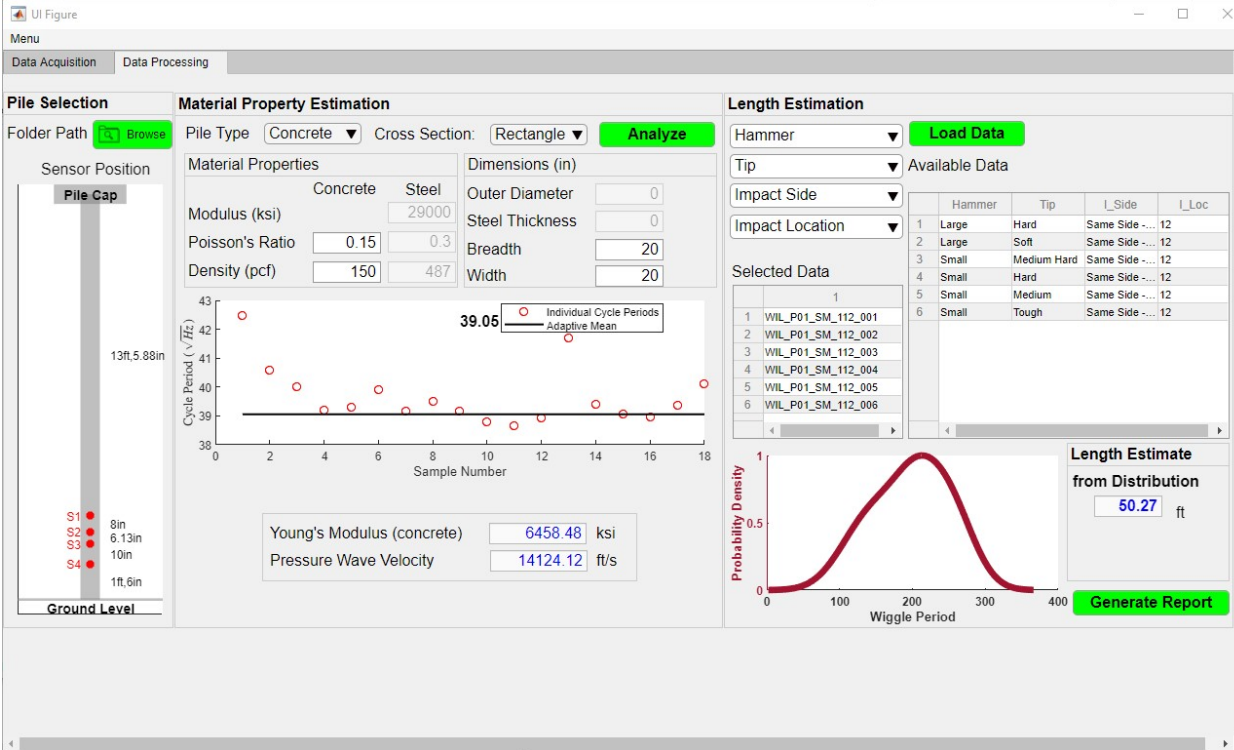 UI Figure
Menu
Data Acquisition Data Processing
Pile Selection
Folder Path Browse
Sensor Position
Pile Cap
13ft,5.88in
S1
8in
S2
6.13in
S3
10in
S4
1ft,6in
Ground Level
Material Property Estimation
Pile Type Concrete Cross Section: Rectangle Analyze
Material Properties
Concrete Steel
Modulus (ksi) 29000
Poisson's Ratio 0.15 0.3
Density (pcf) 150 487
Dimensions (in)
Outer Diameter 0
Steel Thickness 0
Breadth 20
Width 20
43
42
41
40
39
38
Cycle Period (√Hz)
39.05
Individual Cycle Periods
Adaptive Mean
0 2 4 6 8 10 12 14 16 18
Sample Number
Young's Modulus (concrete) 6458.48 ksi
Pressure Wave Velocity 14124.12 ft/s
Length Estimation
Hammer Load Data
Tip
Impact Side
Impact Location
Available Data
Hammer Tip I_Side I_Loc
1 Large Hard Same Side -... 12
2 Large Soft Same Side -... 12
3 Small Medium Hard Same Side -... 12
4 Small Hard Same Side -... 12
5 Small Medium Same Side -... 12
6 Small Tough Same Side -... 12
Selected Data
1
1 WIL_P01_SM_112_001
2 WIL_P01_SM_112_002
3 WIL_P01_SM_112_003
4 WIL_P01_SM_112_004
5 WIL_P01_SM_112_005
6 WIL_P01_SM_112_006
Probability Density
1
0.5
0
0 100 200 300 400
Wiggle Period
Length Estimate
from Distribution
50.27 ft
Generate Report